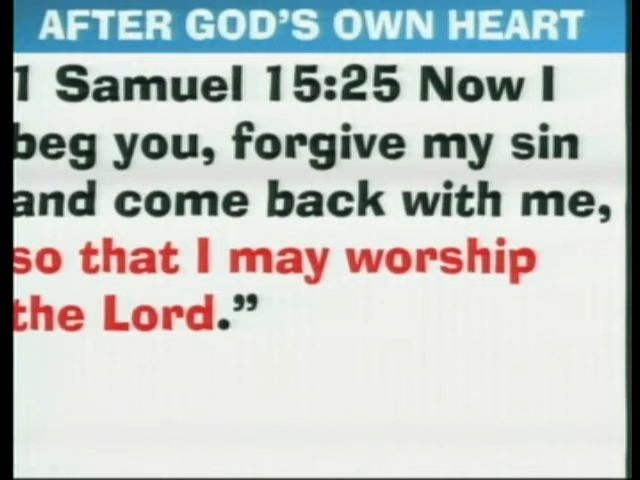 AFTER GOD'S OWN HEART
1 Samuel 15:25 Now I
beg you, forgive my sin
and come back with me,
so that I may worship
the Lord.”